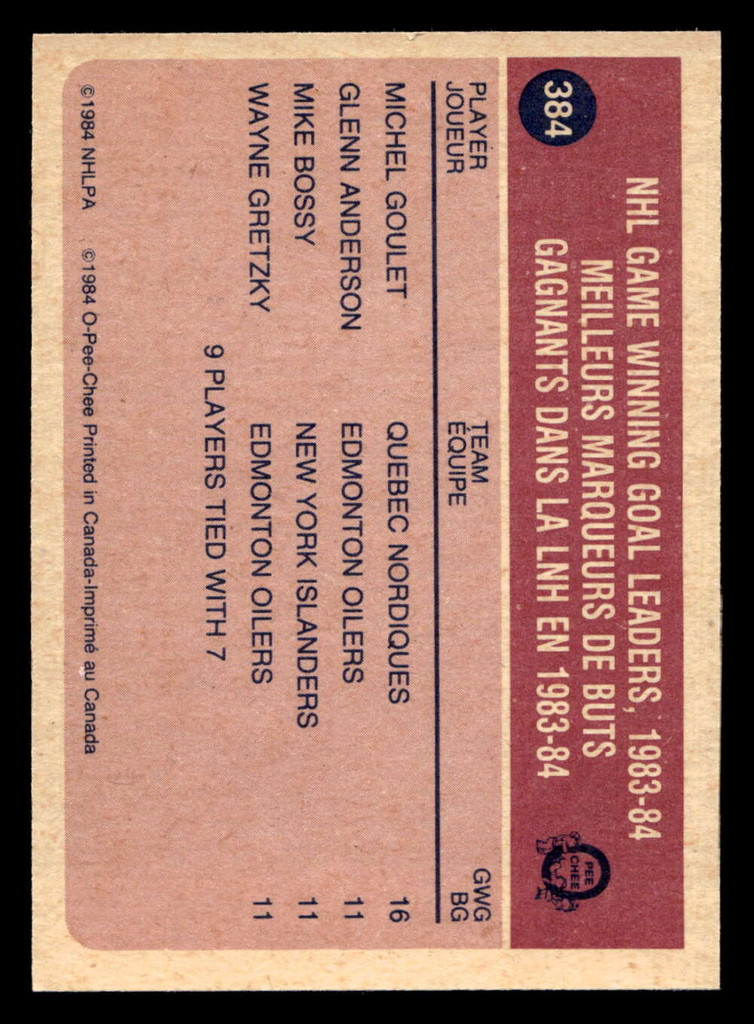 384
NHL GAME WINNING GOAL LEADERS, 1983-84
MEILLEURS MARQUEURS DE BUTS
GAGNANTS DANS LA LNH EN 1983-84
PEE
CHEE
PLAYER TEAM GWG
JOUEUR ÉQUIPE BG
MICHEL GOULET QUEBEC NORDIQUES 16
GLENN ANDERSON EDMONTON OILERS 11
MIKE BOSSY NEW YORK ISLANDERS 11
WAYNE GRETZKY EDMONTON OILERS 11
9 PLAYERS TIED WITH 7
©1984 NHLPA ©1984 O-Pee-Chee Printed in Canada-Imprimé au Canada